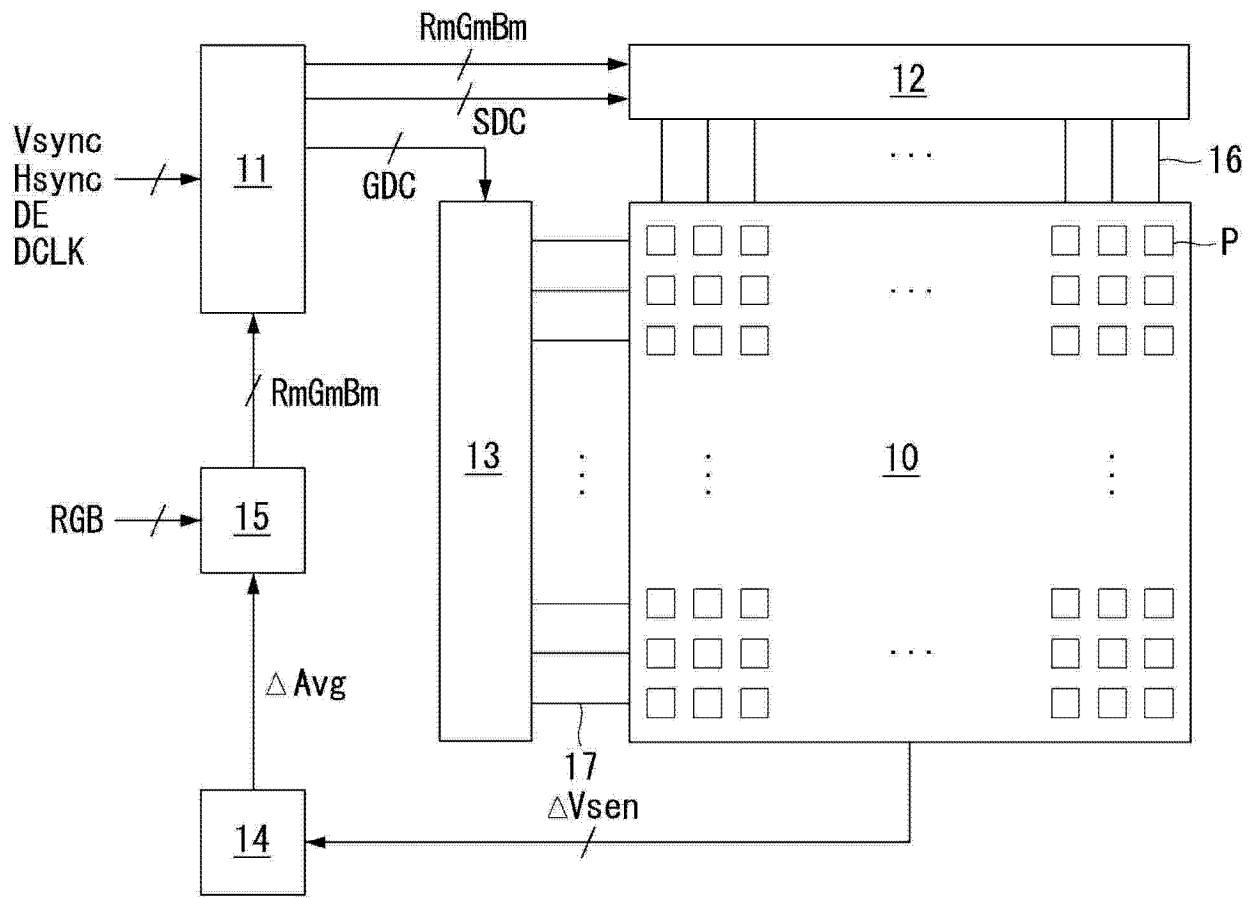 RmGmBm
12
SDC
Vsync
Hsync
DE
DCLK
11
GDC
...
16
P
...
RmGmBm
13
10
RGB
15
...
△Avg
17
△Vsen
14